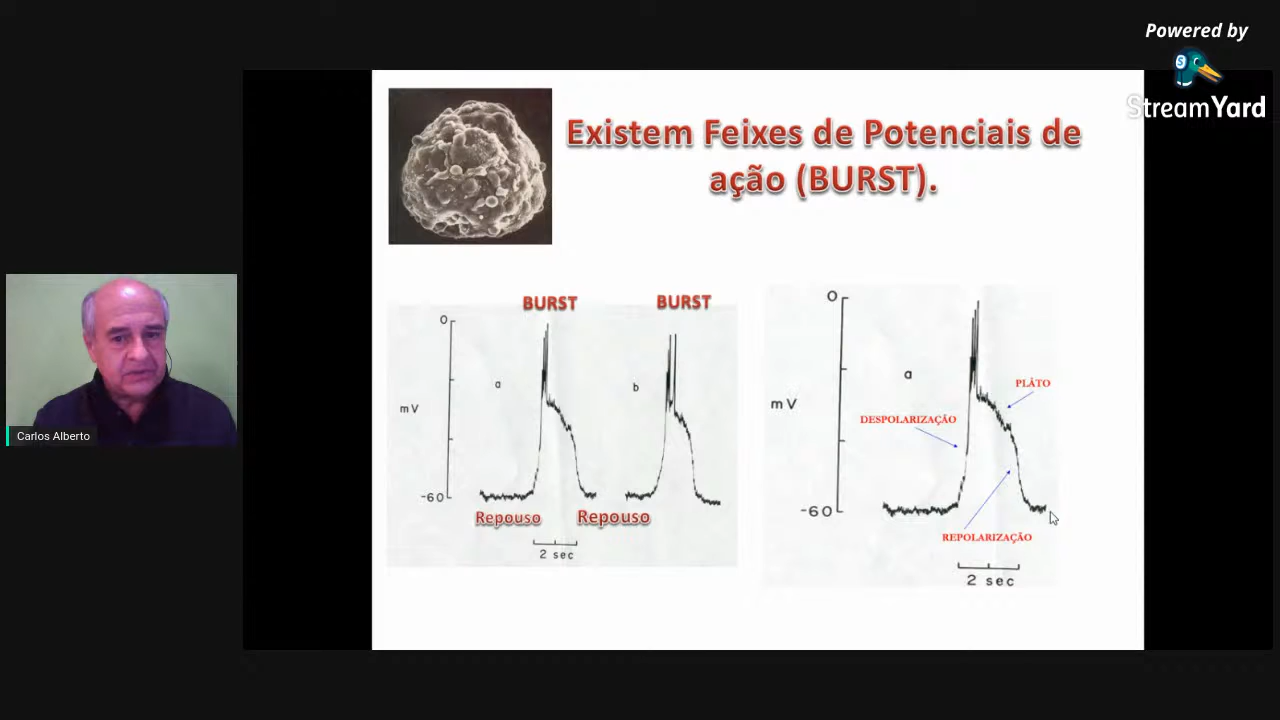 Powered by
StreamYard
Existem Feixes de Potenciais de
ação (BURST).
BURST
BURST
0
a
b
mV
-60
Repouso
Repouso
2 sec
0
a
PLÂTO
mV
DESPOLARIZAÇÃO
-60
REPOLARIZAÇÃO
2 sec
Carlos Alberto